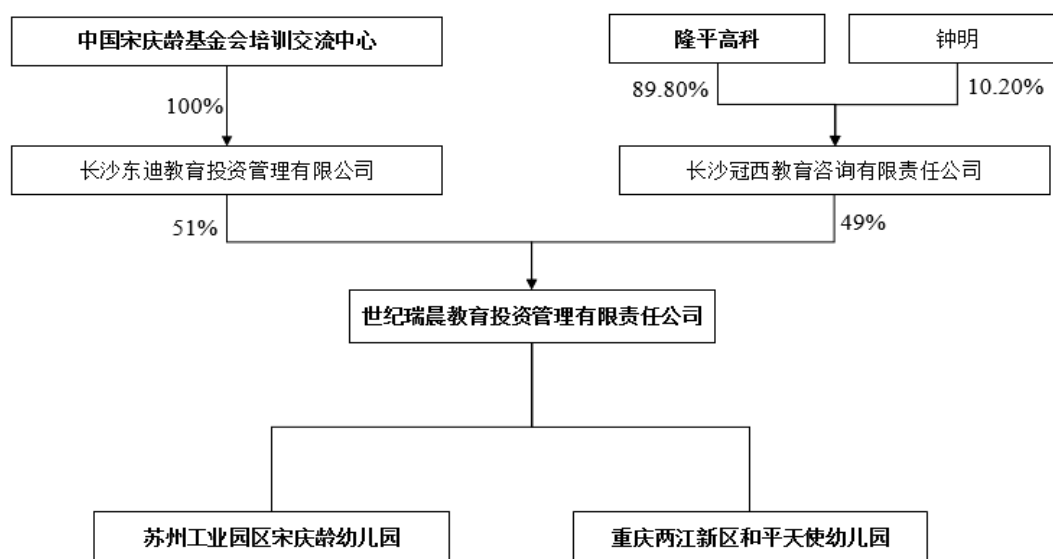 中国宋庆龄基金会培训交流中心
隆平高科
钟明
100%
89.80%
10.20%
长沙东迪教育投资管理有限公司
长沙冠西教育咨询有限责任公司
51%
49%
世纪瑞晨教育投资管理有限责任公司
苏州工业园区宋庆龄幼儿园
重庆两江新区和平天使幼儿园